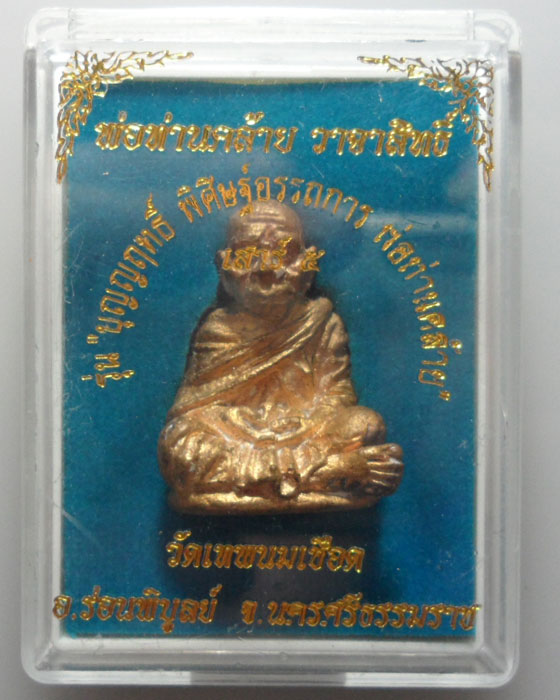 พ่อท่านคล้าย วาจาสิทธิ์
รุ่น "บุญญฤทธิ์ พิศิษฐ์อรรถการ พ่อท่านคล้าย"
เสาร์ ๕
วัดเทพนมเชือด
อ.ร่อนพิบูลย์ จ.นครศรีธรรมราช